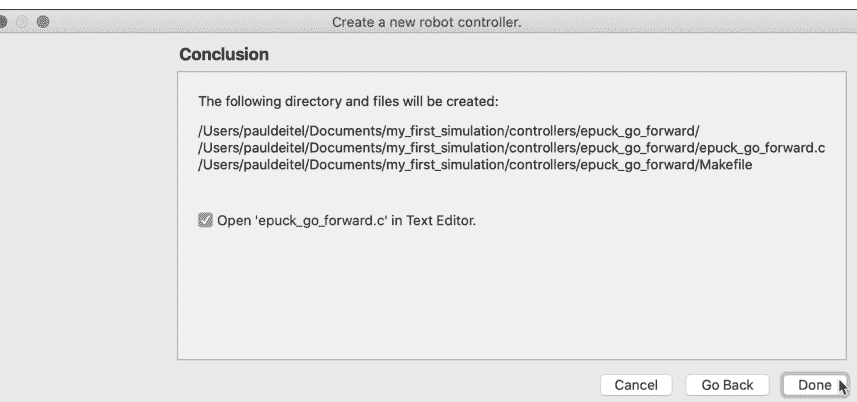 Create a new robot controller.
Conclusion
The following directory and files will be created:
/Users/pauldeitel/Documents/my_first_simulation/controllers/epuck_go_forward/
/Users/pauldeitel/Documents/my_first_simulation/controllers/epuck_go_forward/epuck_go_forward.c
/Users/pauldeitel/Documents/my_first_simulation/controllers/epuck_go_forward/Makefile
Open 'epuck_go_forward.c' in Text Editor.
Cancel Go Back Done